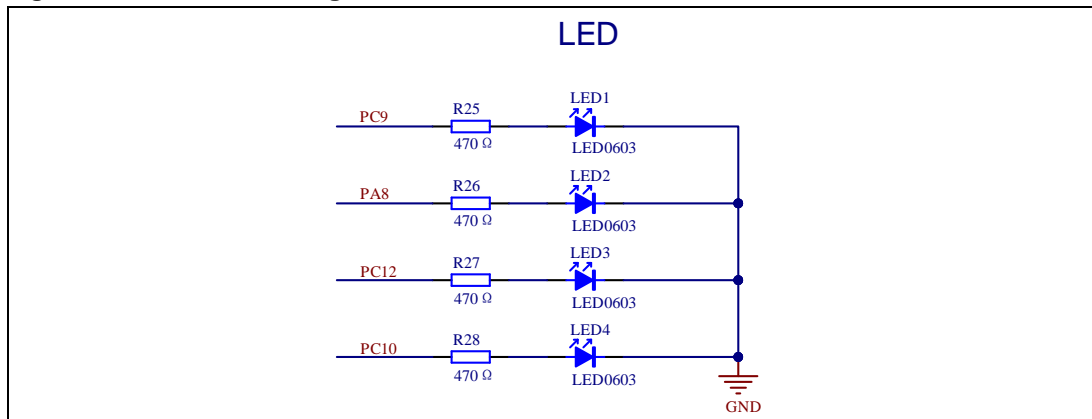 LED
LED1
R25
PC9
470 Ω
LED0603
LED2
R26
PA8
470 Ω
LED0603
LED3
R27
PC12
470 Ω
LED0603
LED4
R28
PC10
470 Ω
LED0603
GND